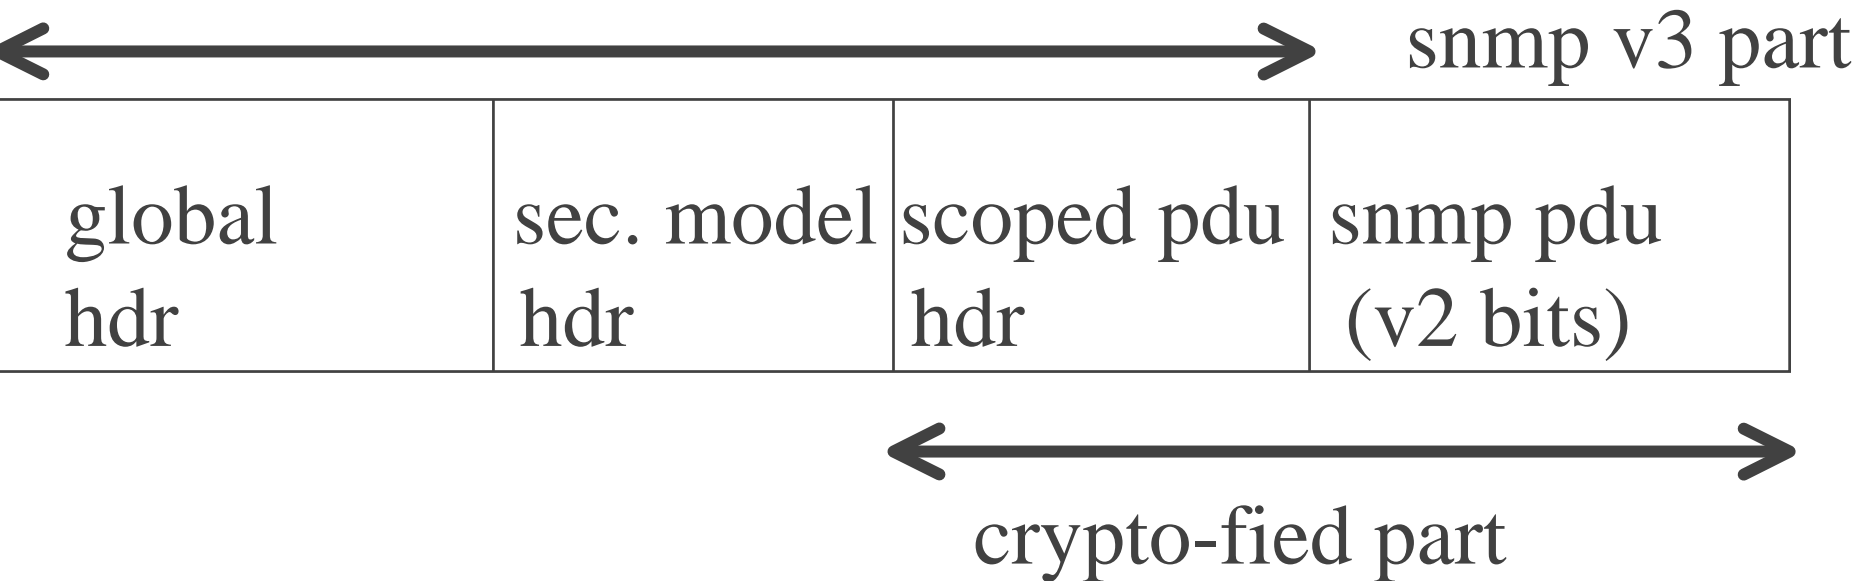 snmp v3 part
global
hdr
sec. model
hdr
scoped pdu
hdr
snmp pdu
(v2 bits)
crypto-fied part